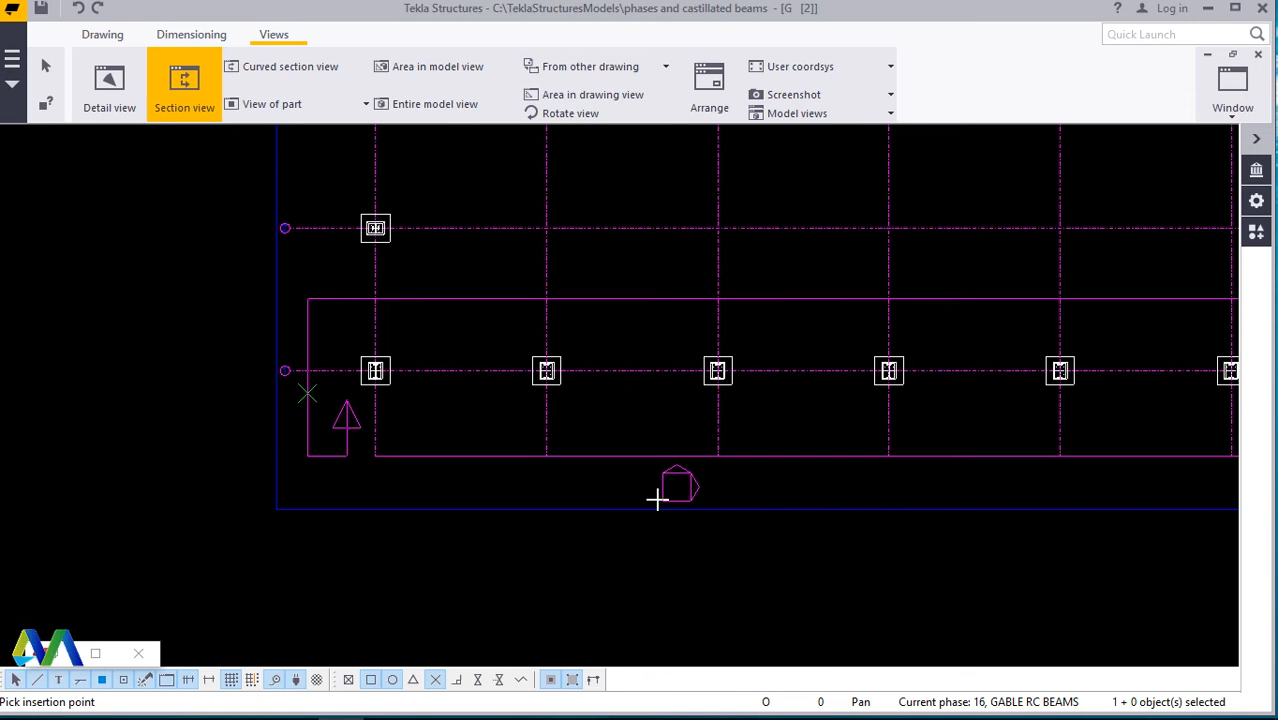 Tekla Structures - C:\TeklaStructuresModels\phases and castillated beams - [G [2]]
Log in
Drawing
Dimensioning
Views
Quick Launch
Detail view
Section view
Curved section view
View of part
Area in model view
Entire model view
From other drawing
Area in drawing view
Rotate view
Arrange
User coordsys
Screenshot
Model views
Window
Pick insertion point
O
0
Pan
Current phase: 16, GABLE RC BEAMS
1 + 0 object(s) selected